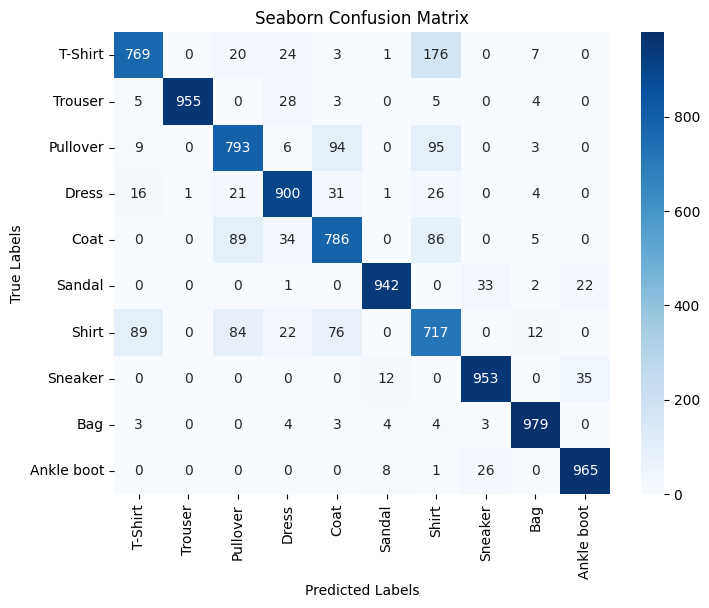 Seaborn Confusion Matrix
True Labels
T-Shirt 769 0 20 24 3 1 176 0 7 0
Trouser 5 955 0 28 3 0 5 0 4 0
Pullover 9 0 793 6 94 0 95 0 3 0
Dress 16 1 21 900 31 1 26 0 4 0
Coat 0 0 89 34 786 0 86 0 5 0
Sandal 0 0 0 1 0 942 0 33 2 22
Shirt 89 0 84 22 76 0 717 0 12 0
Sneaker 0 0 0 0 0 12 0 953 0 35
Bag 3 0 0 4 3 4 4 3 979 0
Ankle boot 0 0 0 0 0 8 1 26 0 965
T-Shirt Trouser Pullover Dress Coat Sandal Shirt Sneaker Bag Ankle boot
Predicted Labels
800
600
400
200
0